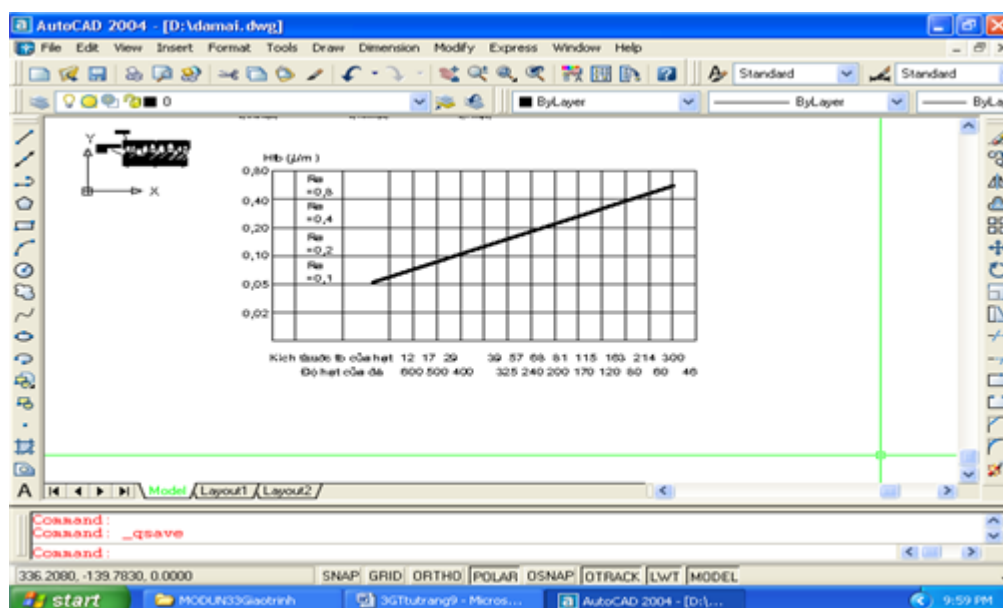 AutoCAD 2004 - [D:\damai.dwg]
File Edit View Insert Format Tools Draw Dimension Modify Express Window Help
Standard Standard
0 ByLayer ByLayer ByLa
Y
X
Htb (μm)
0,80
Ra
=0,8
0,40
Ra
=0,4
0,20
Ra
=0,2
0,10
Ra
=0,1
0,05
0,02
Kích thước tb của hạt 12 17 29 39 57 68 81 115 163 214 300
Độ hạt của đá 600 500 400 325 240 200 170 120 80 60 46
A Model Layout1 Layout2
Command:
Command: _qsave
Command:
336.2080, -139.7830, 0.0000 SNAP GRID ORTHO POLAR OSNAP OTRACK LWT MODEL
start MODUN33Giaotrinh 3GTtutrang9 - Micros... AutoCAD 2004 - [D:\... 9:59 PM